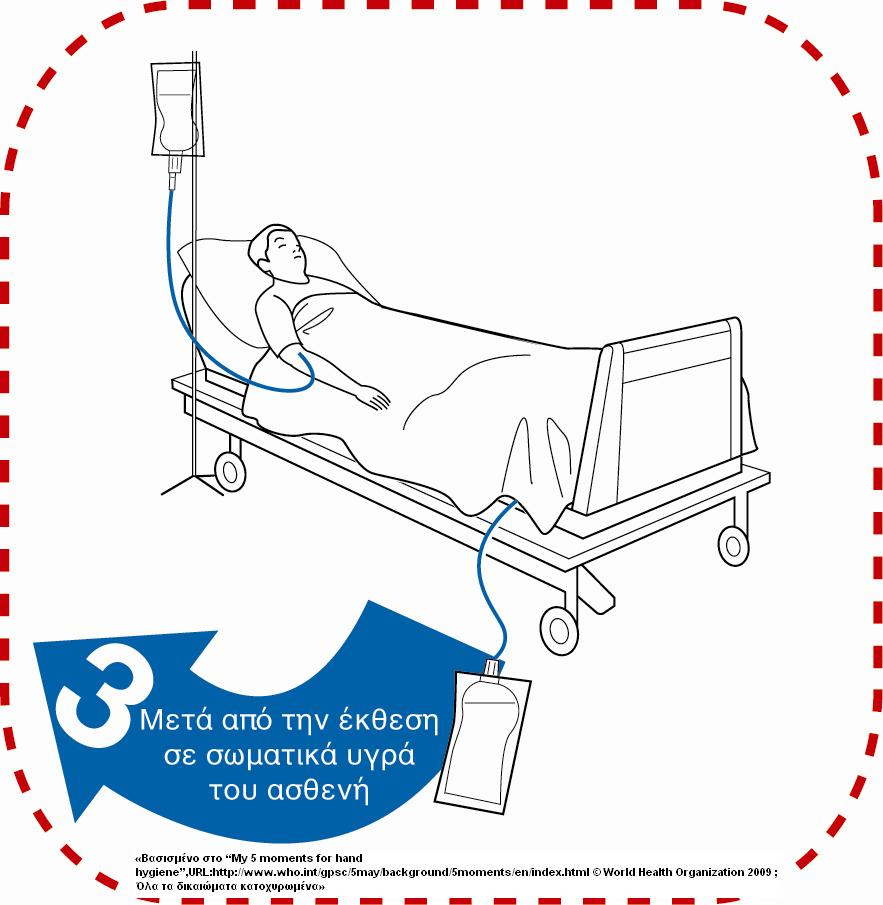 3
Μετά από την έκθεση
σε σωματικά υγρά
του ασθενή
«Βασισμένο στο “My 5 moments for hand
hygiene”,URL:http://www.who.int/gpsc/5may/background/5moments/en/index.html © World Health Organization 2009 ;
Όλα τα δικαιώματα κατοχυρωμένα»